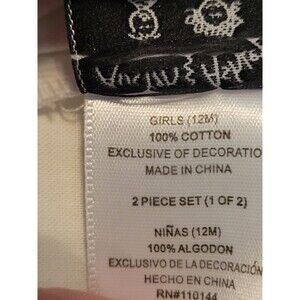 GIRLS (12M)
100% COTTON
EXCLUSIVE OF DECORATIO
MADE IN CHINA
2 PIECE SET (1 OF 2)
NIÑAS (12M)
100% ALGODON
EXCLUSIVO DE LA DECORACIÓN
HECHO EN CHINA
RN#110144